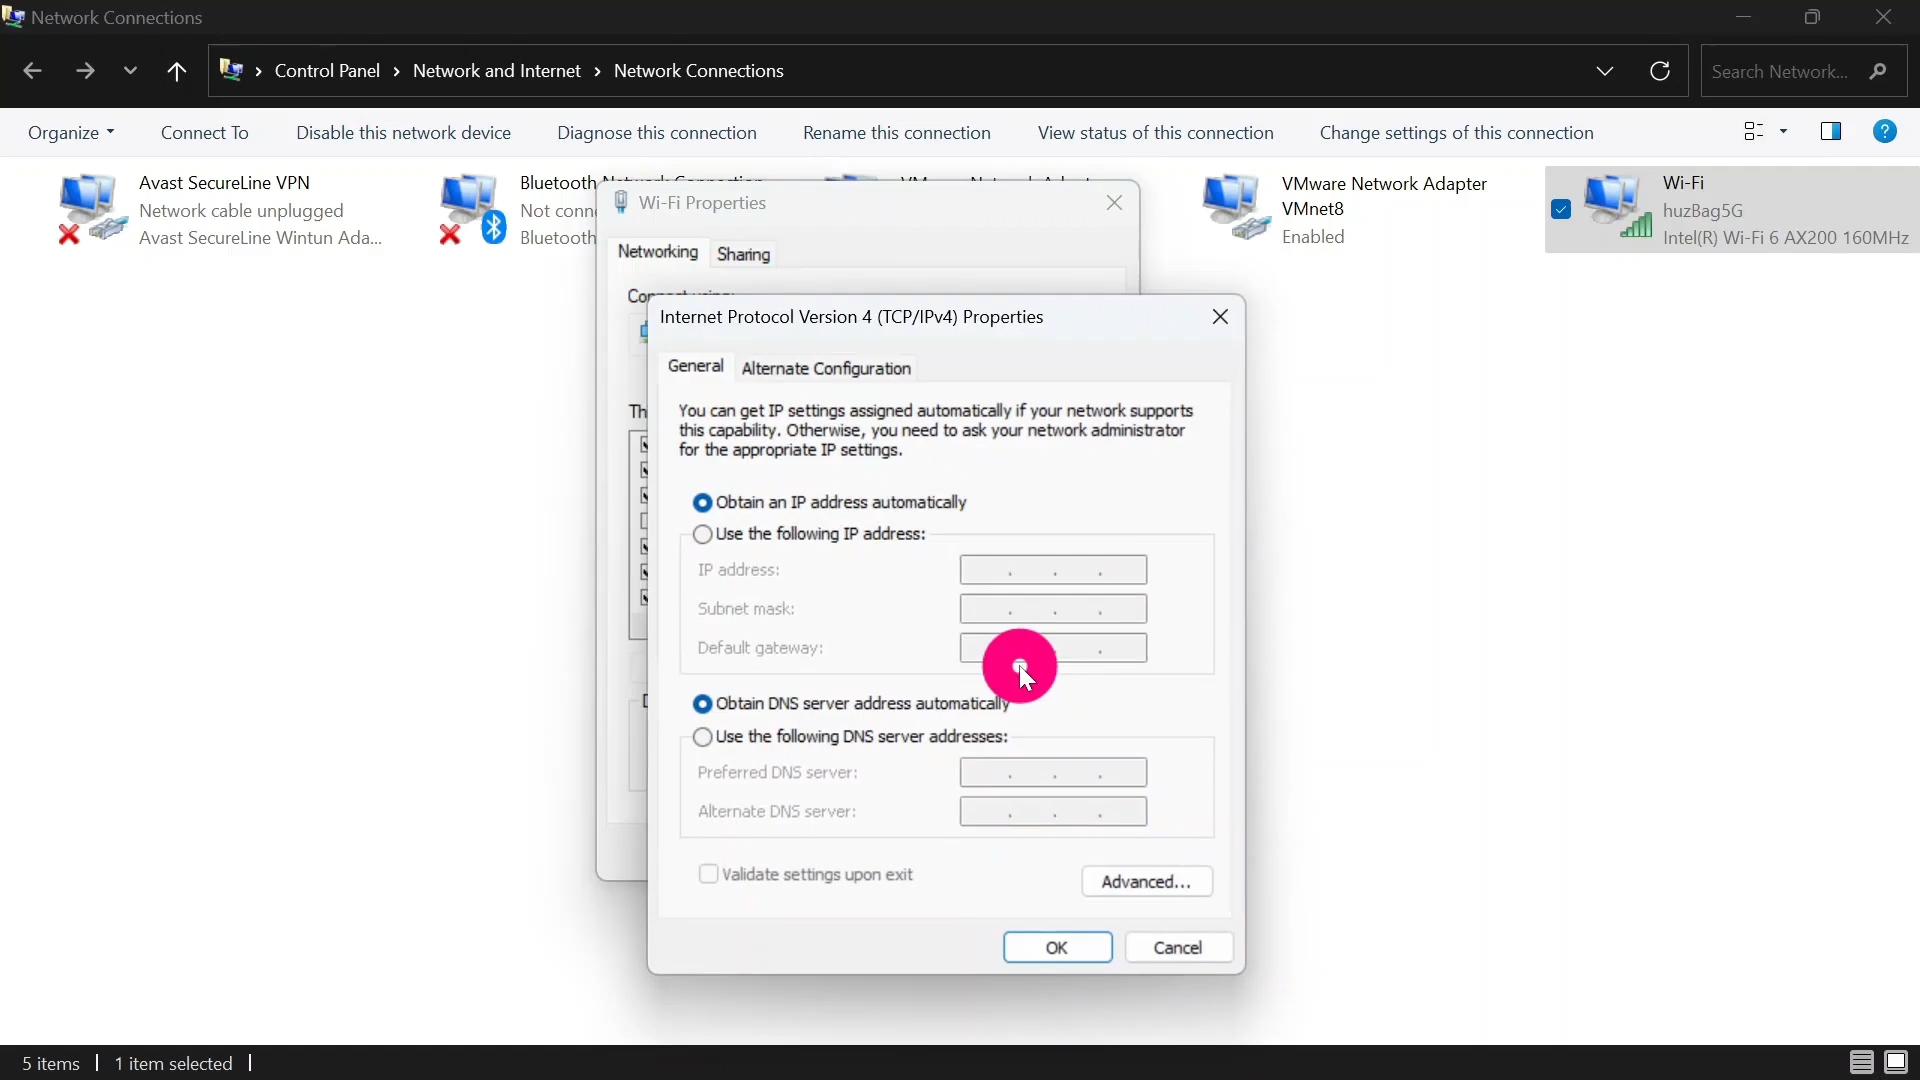 Network Connections
Control Panel > Network and Internet > Network Connections
Search Network...
Organize
Connect To
Disable this network device
Diagnose this connection
Rename this connection
View status of this connection
Change settings of this connection
Avast SecureLine VPN
Network cable unplugged
Avast SecureLine Wintun Ada...
Bluetooth Network Connection
Not conn
Bluetooth
VMware Network Adapter
VMnet8
Enabled
Wi-Fi
huzBag5G
Intel(R) Wi-Fi 6 AX200 160MHz
Wi-Fi Properties
Networking
Sharing
Th
Internet Protocol Version 4 (TCP/IPv4) Properties
General
Alternate Configuration
You can get IP settings assigned automatically if your network supports
this capability. Otherwise, you need to ask your network administrator
for the appropriate IP settings.
Obtain an IP address automatically
Use the following IP address:
IP address:
Subnet mask:
Default gateway:
Obtain DNS server address automatically
Use the following DNS server addresses:
Preferred DNS server:
Alternate DNS server:
Validate settings upon exit
Advanced...
OK
Cancel
5 items
1 item selected